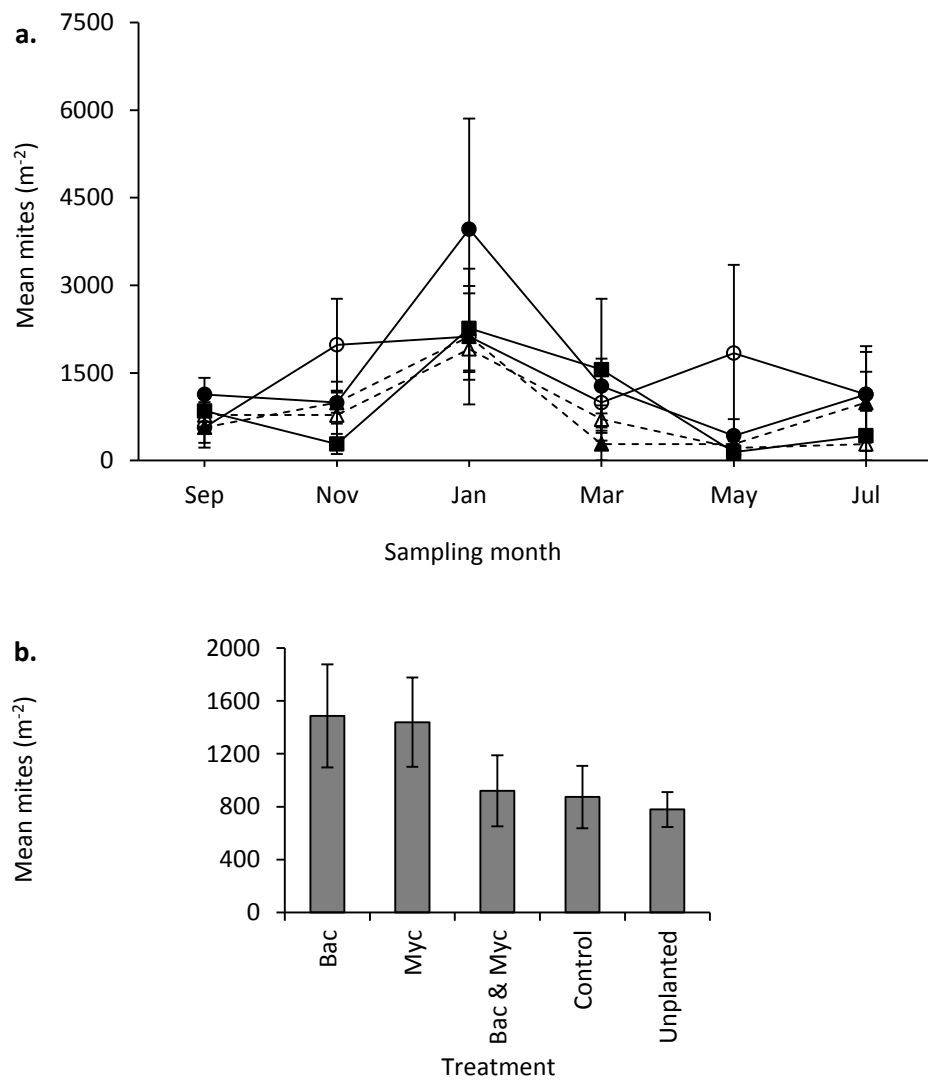 a.
Mean mites (m-2)
7500
6000
4500
3000
1500
0
Sep Nov Jan Mar May Jul
Sampling month
b.
Mean mites (m-2)
2000
1600
1200
800
400
0
Bac Myc Bac & Myc Control Unplanted
Treatment